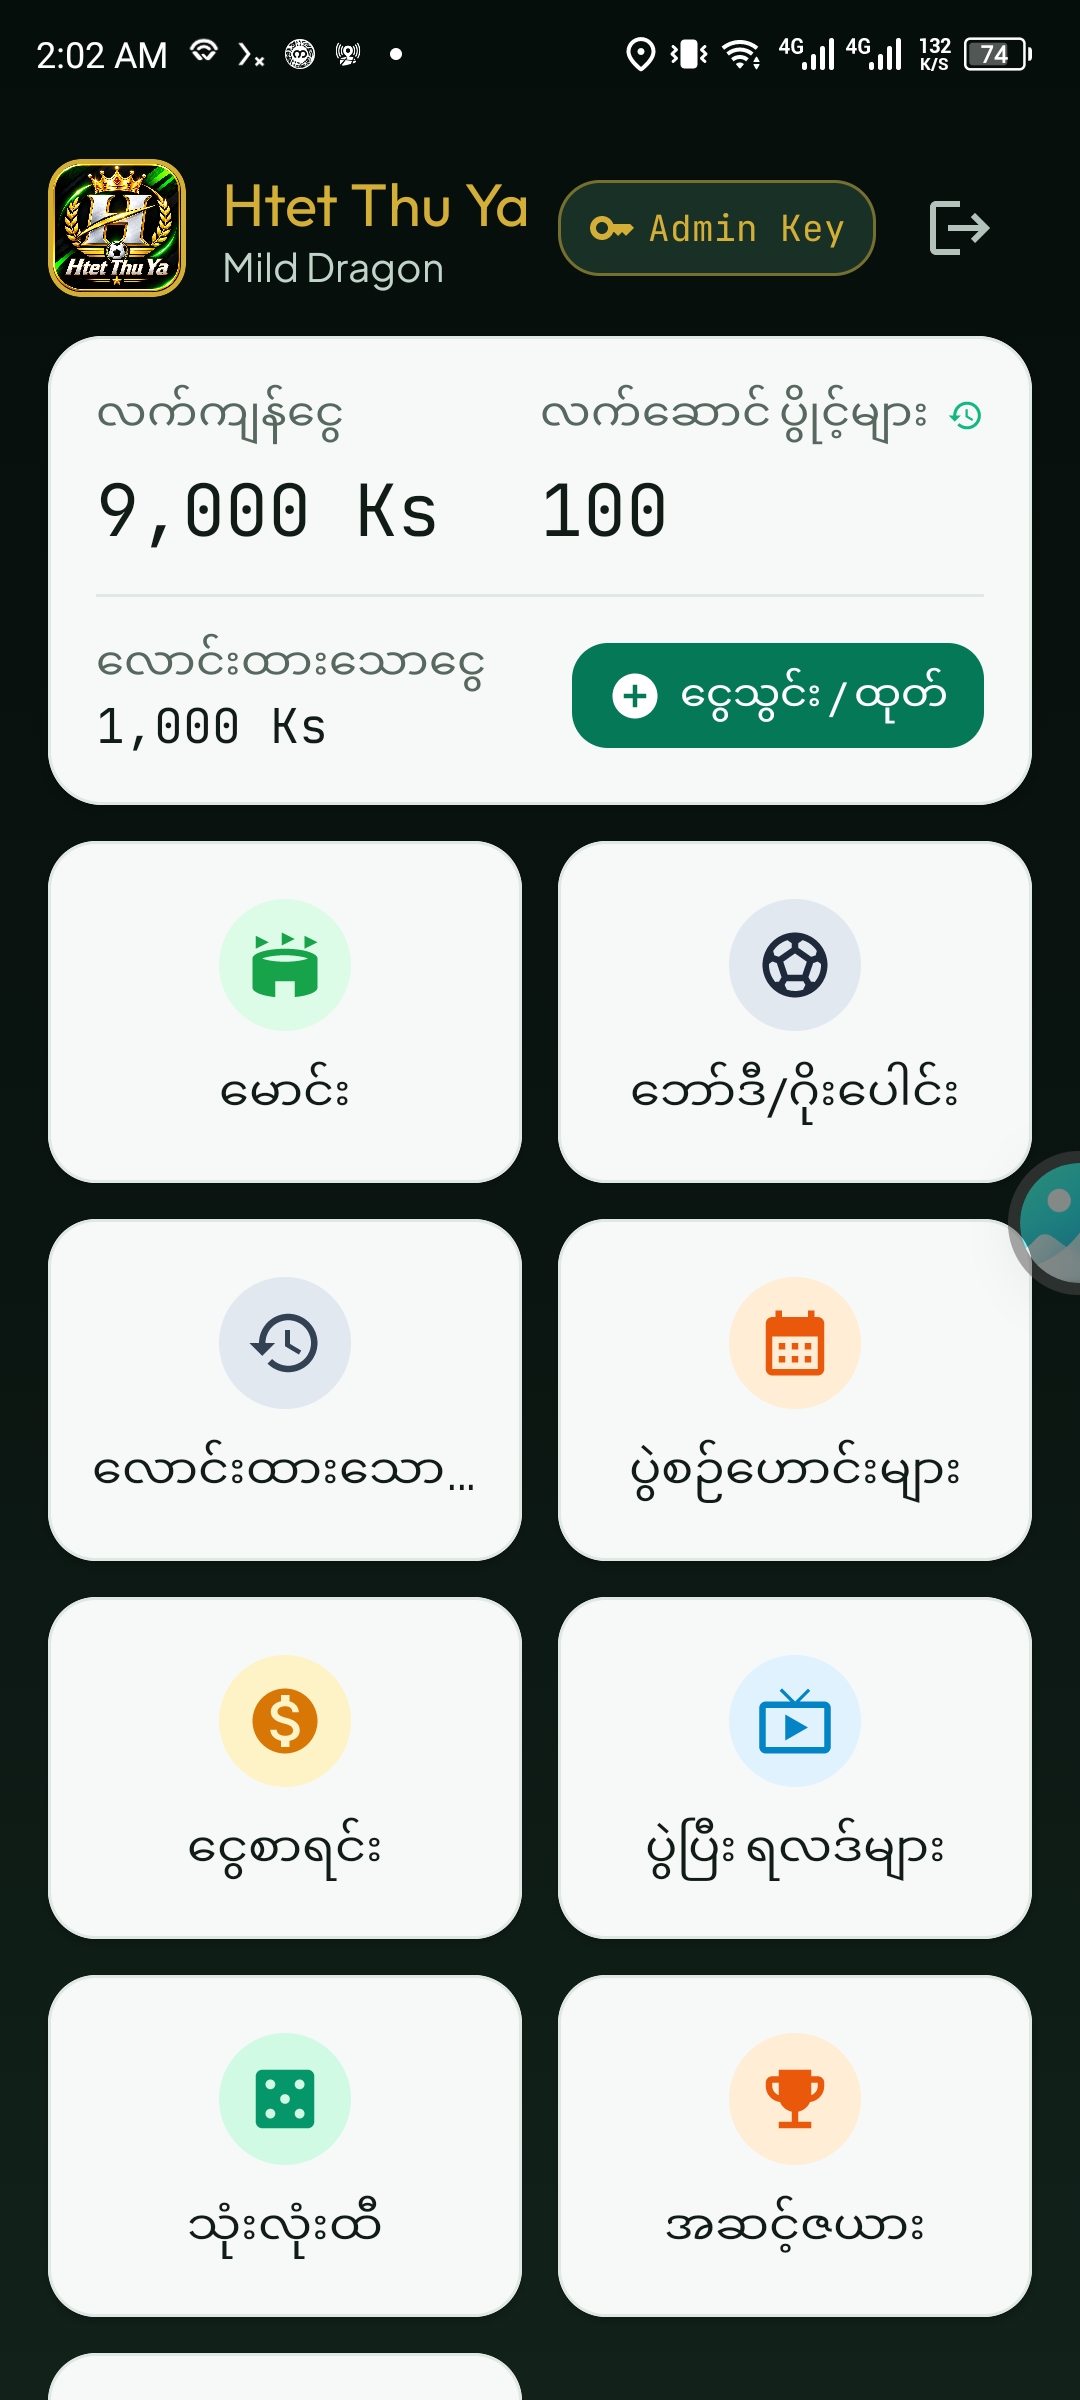 2:02 AM
4G 4G 132 K/S 74
Htet Thu Ya
Htet Thu Ya
Admin Key
Mild Dragon
လက်ကျန်ငွေ
လက်ဆောင် ပွိုင့်များ
9,000 Ks
100
လောင်းထားသောငွေ
1,000 Ks
ငွေသွင်း / ထုတ်
မောင်း
ဘော်ဒီ/ဂိုးပေါင်း
လောင်းထားသော...
ပွဲစဉ်ဟောင်းများ
ငွေစာရင်း
ပွဲပြီး ရလဒ်များ
သုံးလုံးထီ
အဆင့်ဇယား